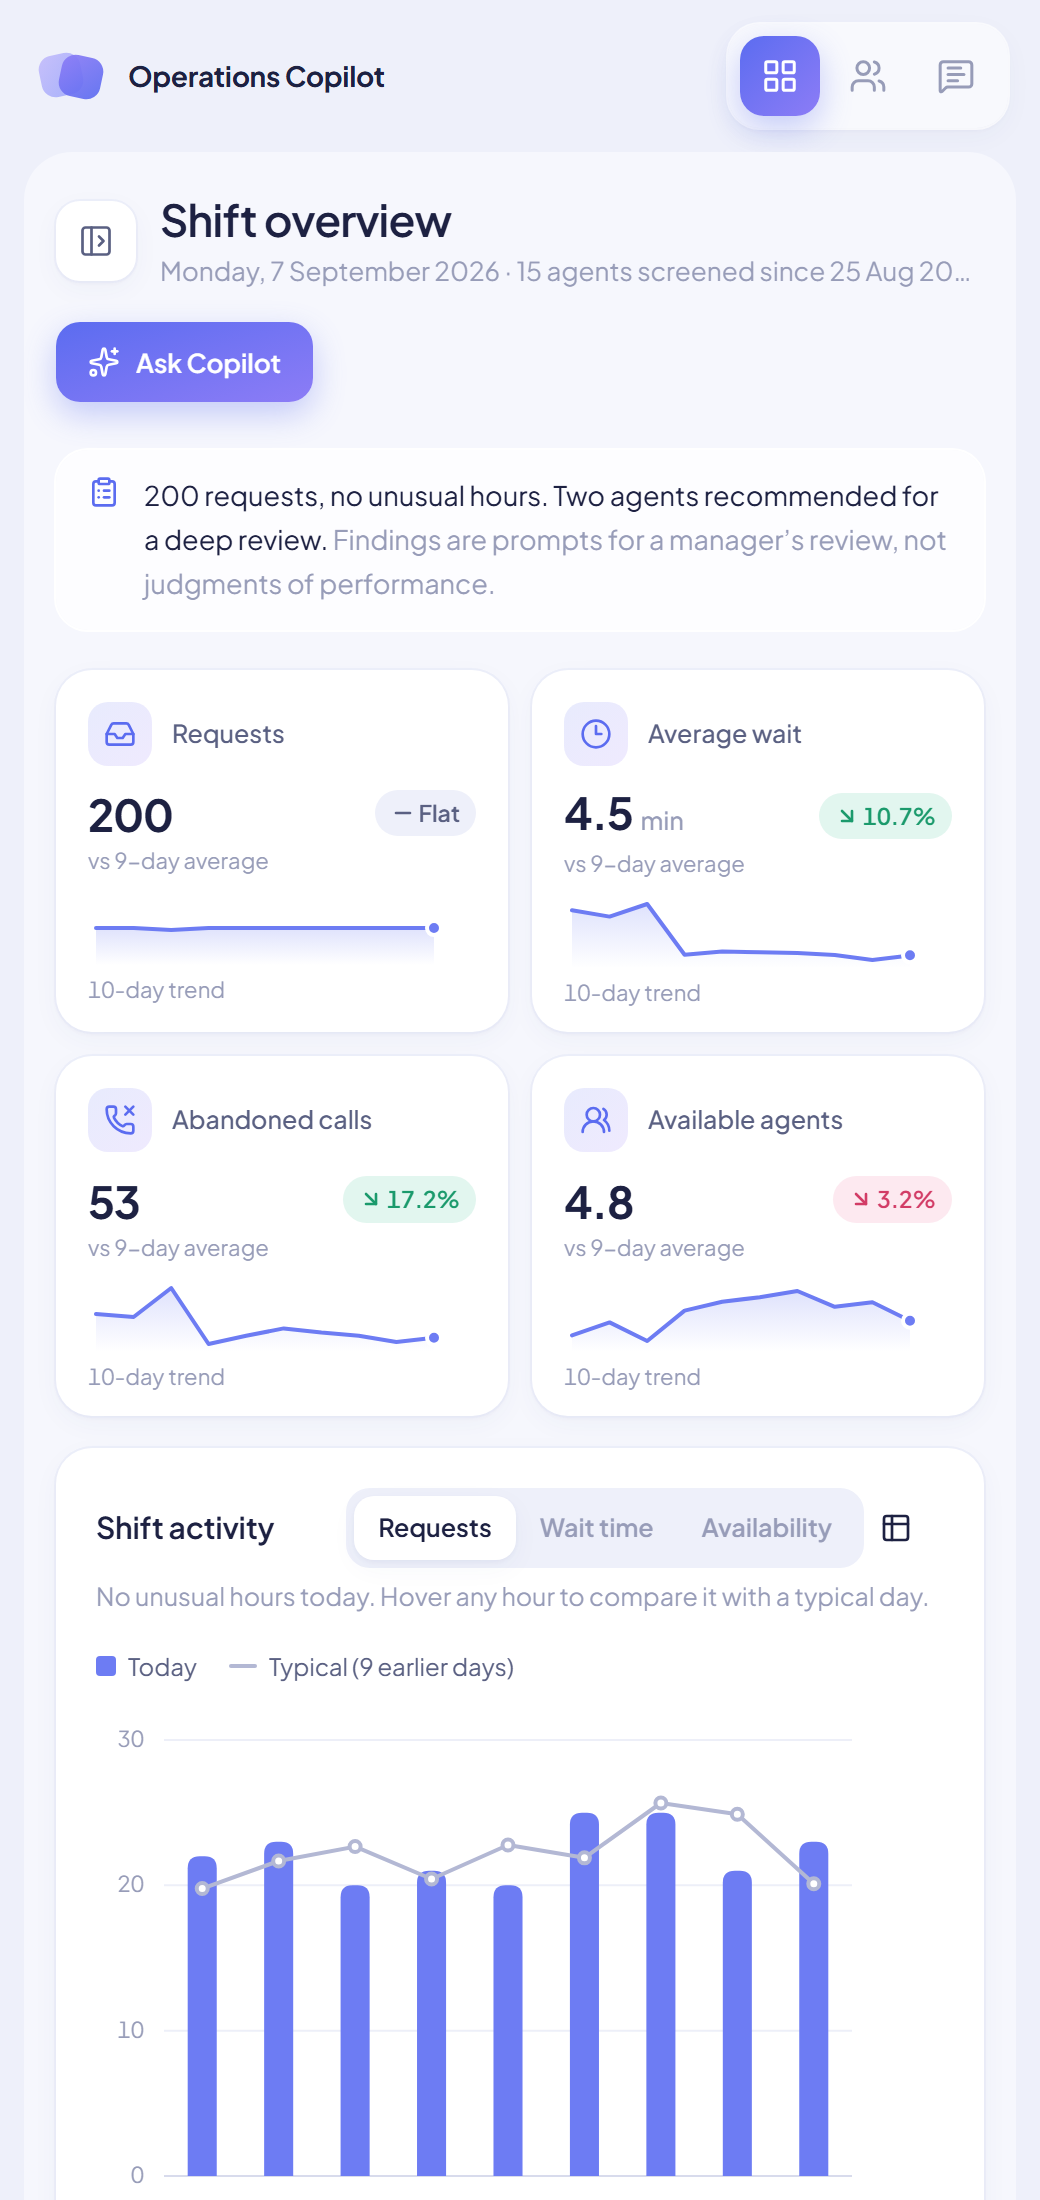 Operations Copilot
Shift overview
Monday, 7 September 2026 · 15 agents screened since 25 Aug 20...
Ask Copilot
200 requests, no unusual hours. Two agents recommended for
a deep review. Findings are prompts for a manager’s review, not
judgments of performance.
Requests
200
Flat
vs 9–day average
10-day trend
Average wait
4.5 min
10.7%
vs 9–day average
10-day trend
Abandoned calls
53
17.2%
vs 9–day average
10-day trend
Available agents
4.8
3.2%
vs 9–day average
10-day trend
Shift activity
Requests Wait time Availability
No unusual hours today. Hover any hour to compare it with a typical day.
Today Typical (9 earlier days)
30
20
10
0